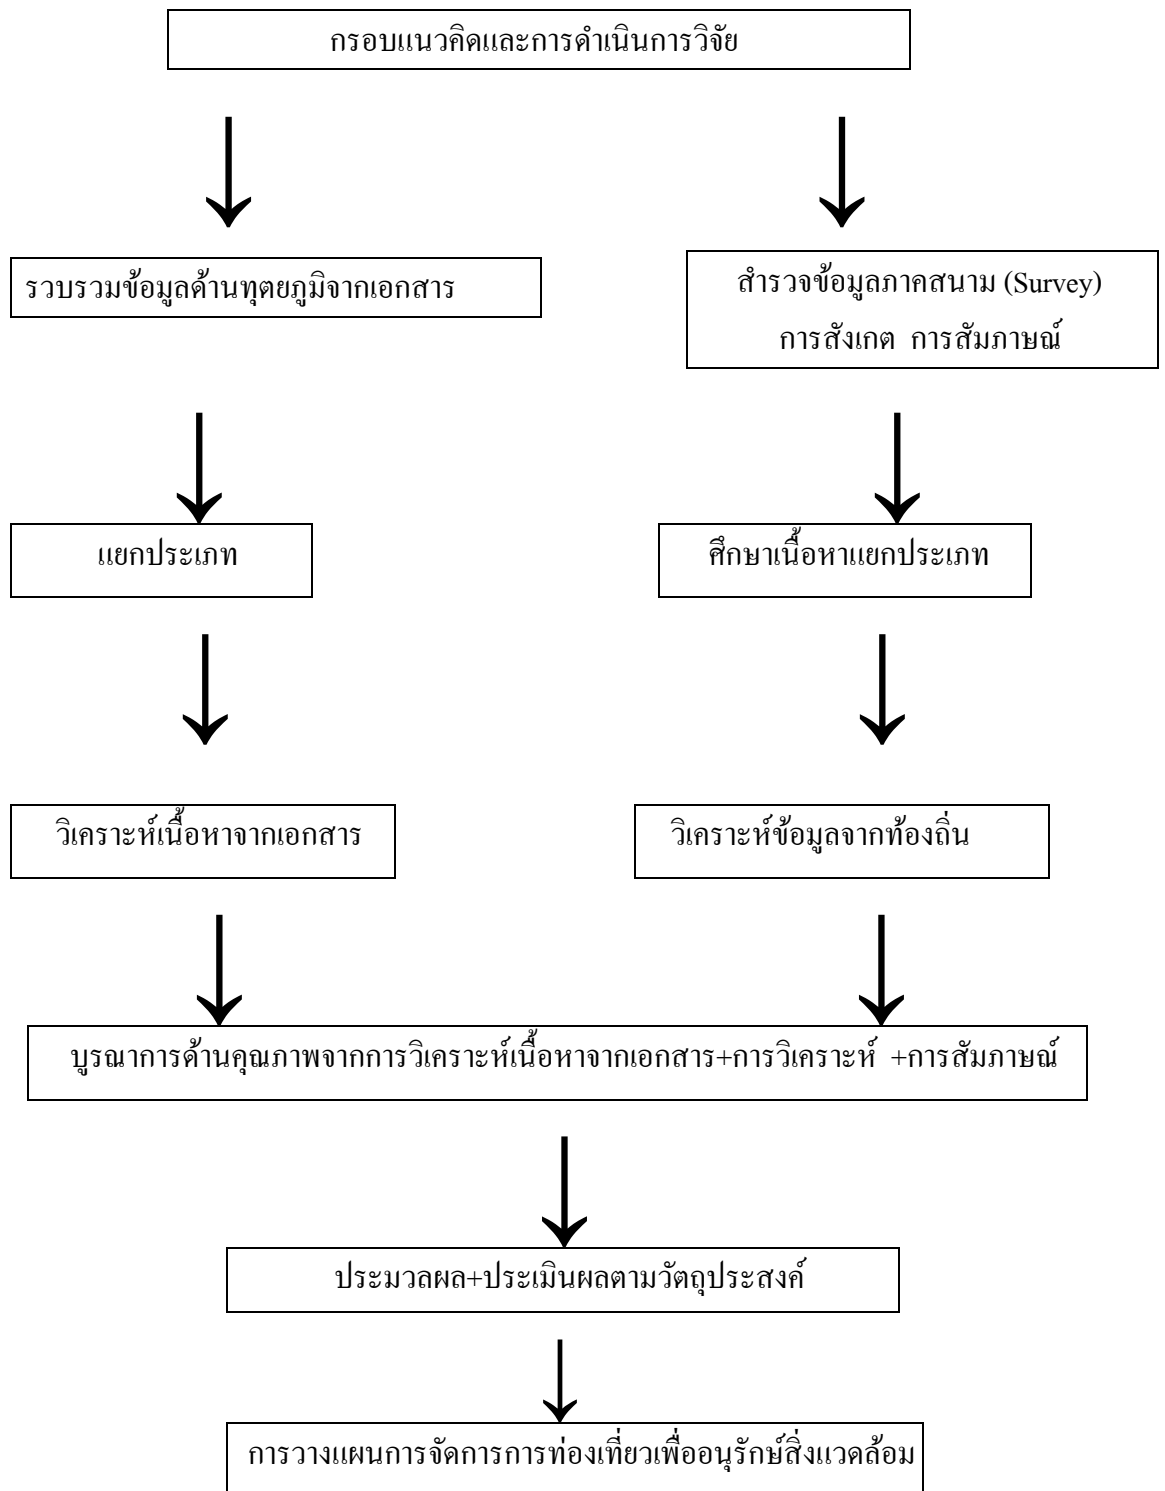 กรอบแนวคิดและการดำเนินการวิจัย
รวบรวมข้อมูลด้านทุตยภูมิจากเอกสาร
สำรวจข้อมูลภาคสนาม (Survey)
การสังเกต การสัมภาษณ์
แยกประเภท
ศึกษาเนื้อหาแยกประเภท
วิเคราะห์เนื้อหาจากเอกสาร
วิเคราะห์ข้อมูลจากท้องถิ่น
บูรณาการด้านคุณภาพจากการวิเคราะห์เนื้อหาจากเอกสาร+การวิเคราะห์ +การสัมภาษณ์
ประมวลผล+ประเมินผลตามวัตถุประสงค์
การวางแผนการจัดการการท่องเที่ยวเพื่ออนุรักษ์สิ่งแวดล้อม